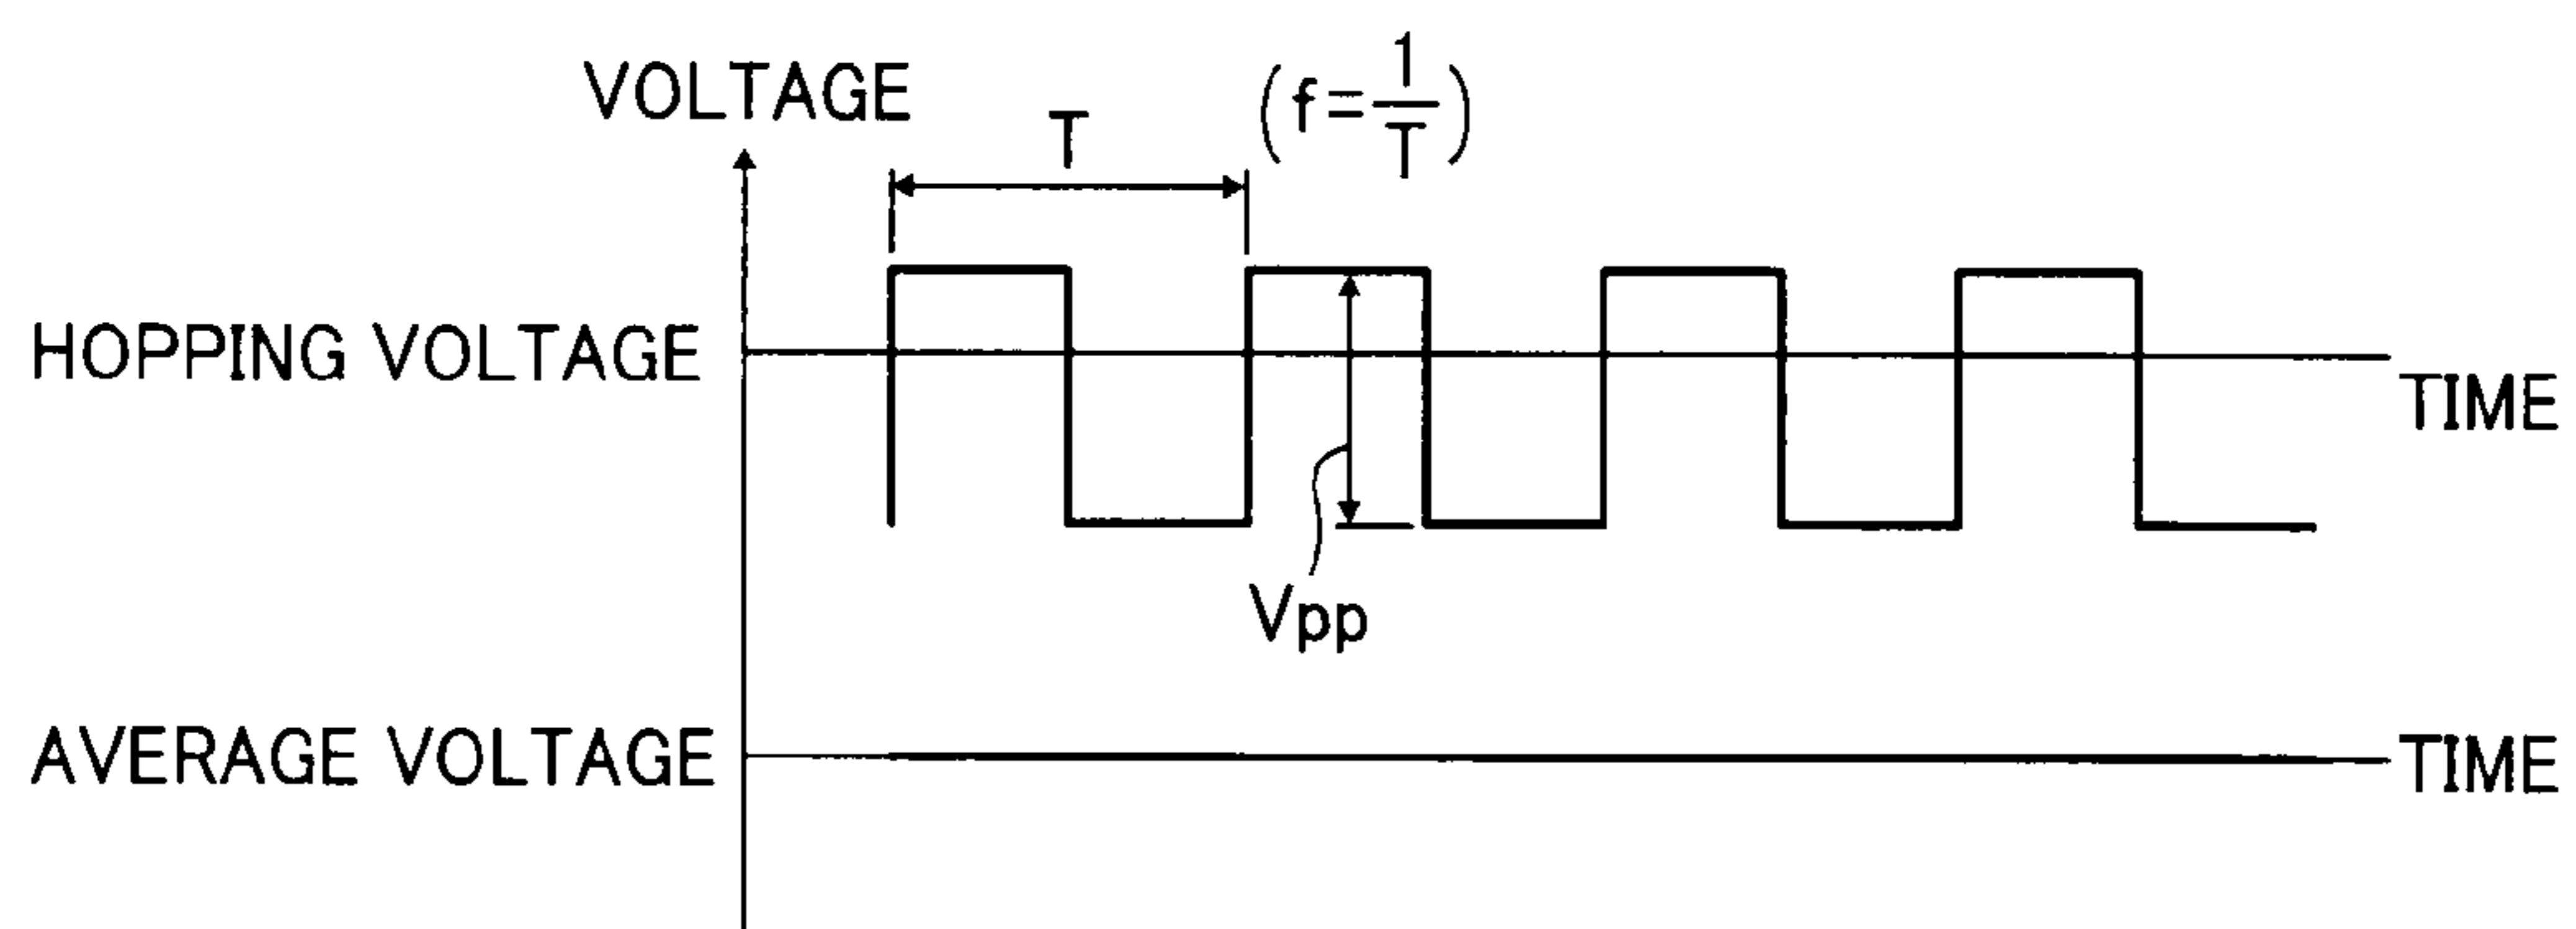 VOLTAGE
T
(f=1/T)
HOPPING VOLTAGE
TIME
Vpp
AVERAGE VOLTAGE
TIME